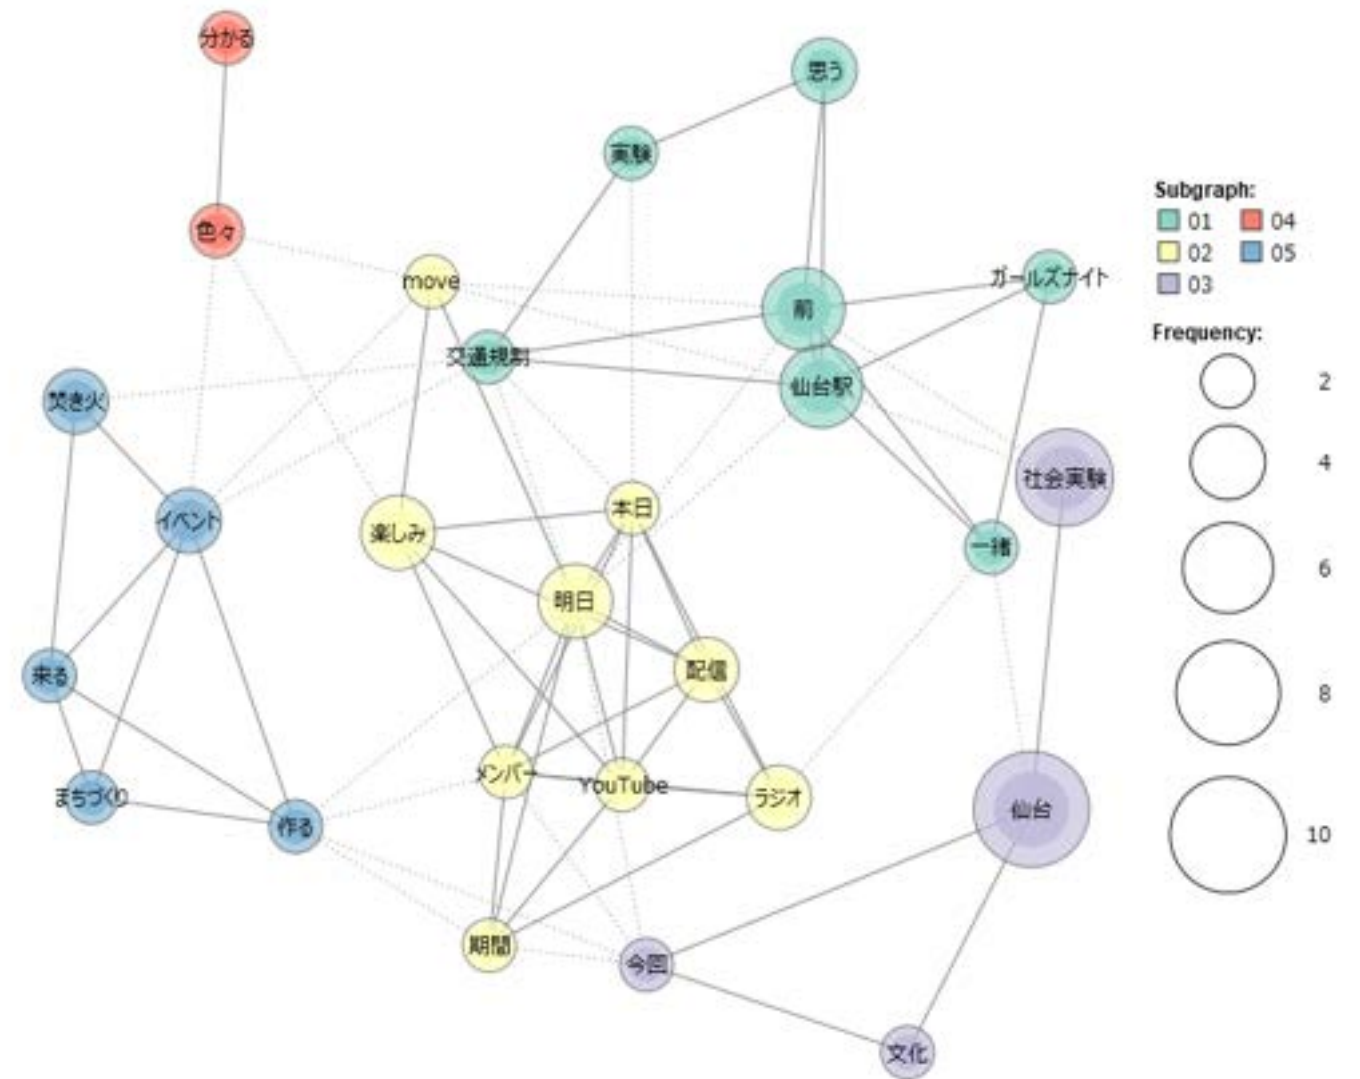 分かる
思う
実験
色々
move
ガールズナイト
前
交通規制
仙台駅
焚き火
社会実験
イベント
楽しみ
本日
一緒
明日
来る
配信
メンバー
YouTube
ラジオ
まちづくり
作る
仙台
期間
今回
文化
Subgraph:
01 04
02 05
03
Frequency:
2
4
6
8
10